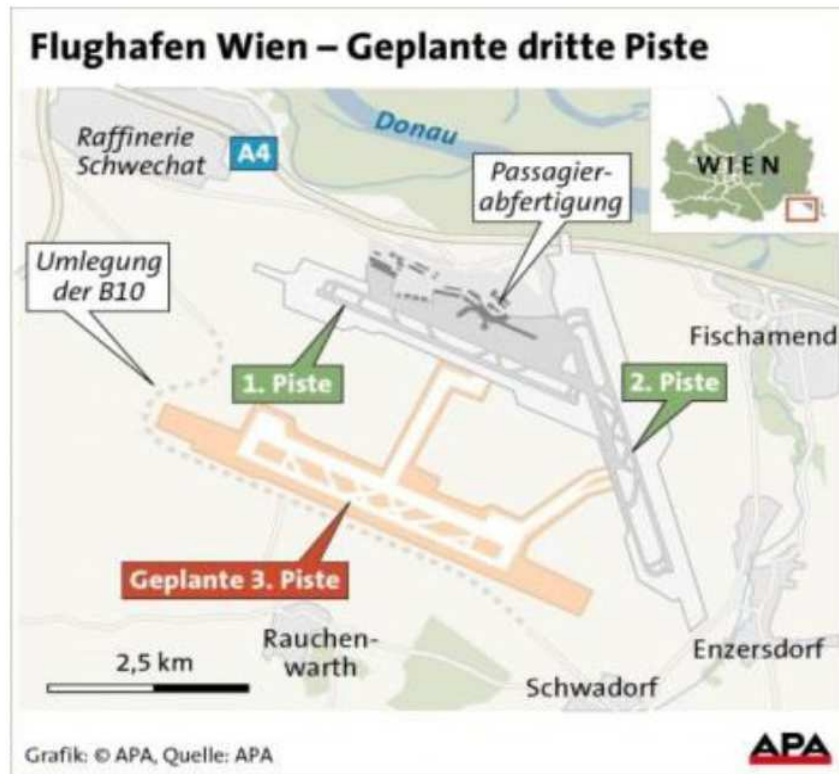 Flughafen Wien – Geplante dritte Piste
Raffinerie
Schwechat
A4
Donau
Passagier-
abfertigung
WIEN
Umlegung
der B10
Fischamend
1. Piste
2. Piste
Geplante 3. Piste
Rauchen-
warth
2,5 km
Enzersdorf
Schwadorf
Grafik: © APA, Quelle: APA
APA